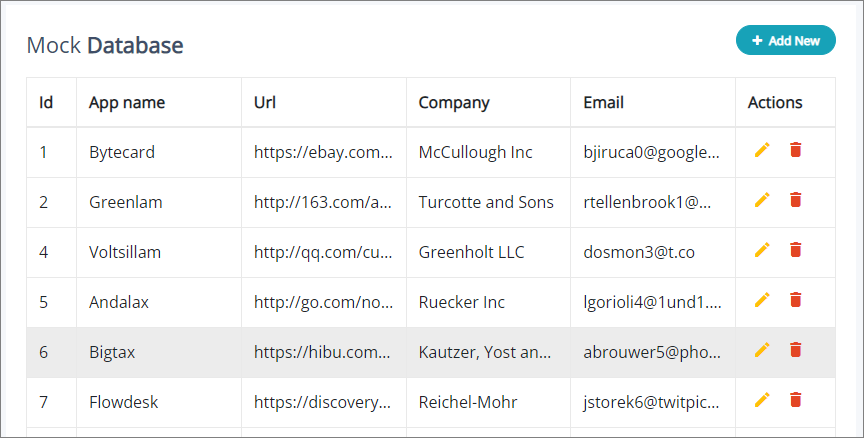 Mock Database
+ Add New
Id App name Url Company Email Actions
1 Bytecard https://ebay.com... McCullough Inc bjiruca0@google...
2 Greenlam http://163.com/a... Turcotte and Sons rtellenbrook1@...
4 Voltsillam http://qq.com/cu... Greenholt LLC dosmon3@t.co
5 Andalax http://go.com/no... Ruecker Inc lgorioli4@1und1....
6 Bigtax https://hibu.com... Kautzer, Yost an... abrouwer5@pho...
7 Flowdesk https://discovery... Reichel-Mohr jstorek6@twitpic...